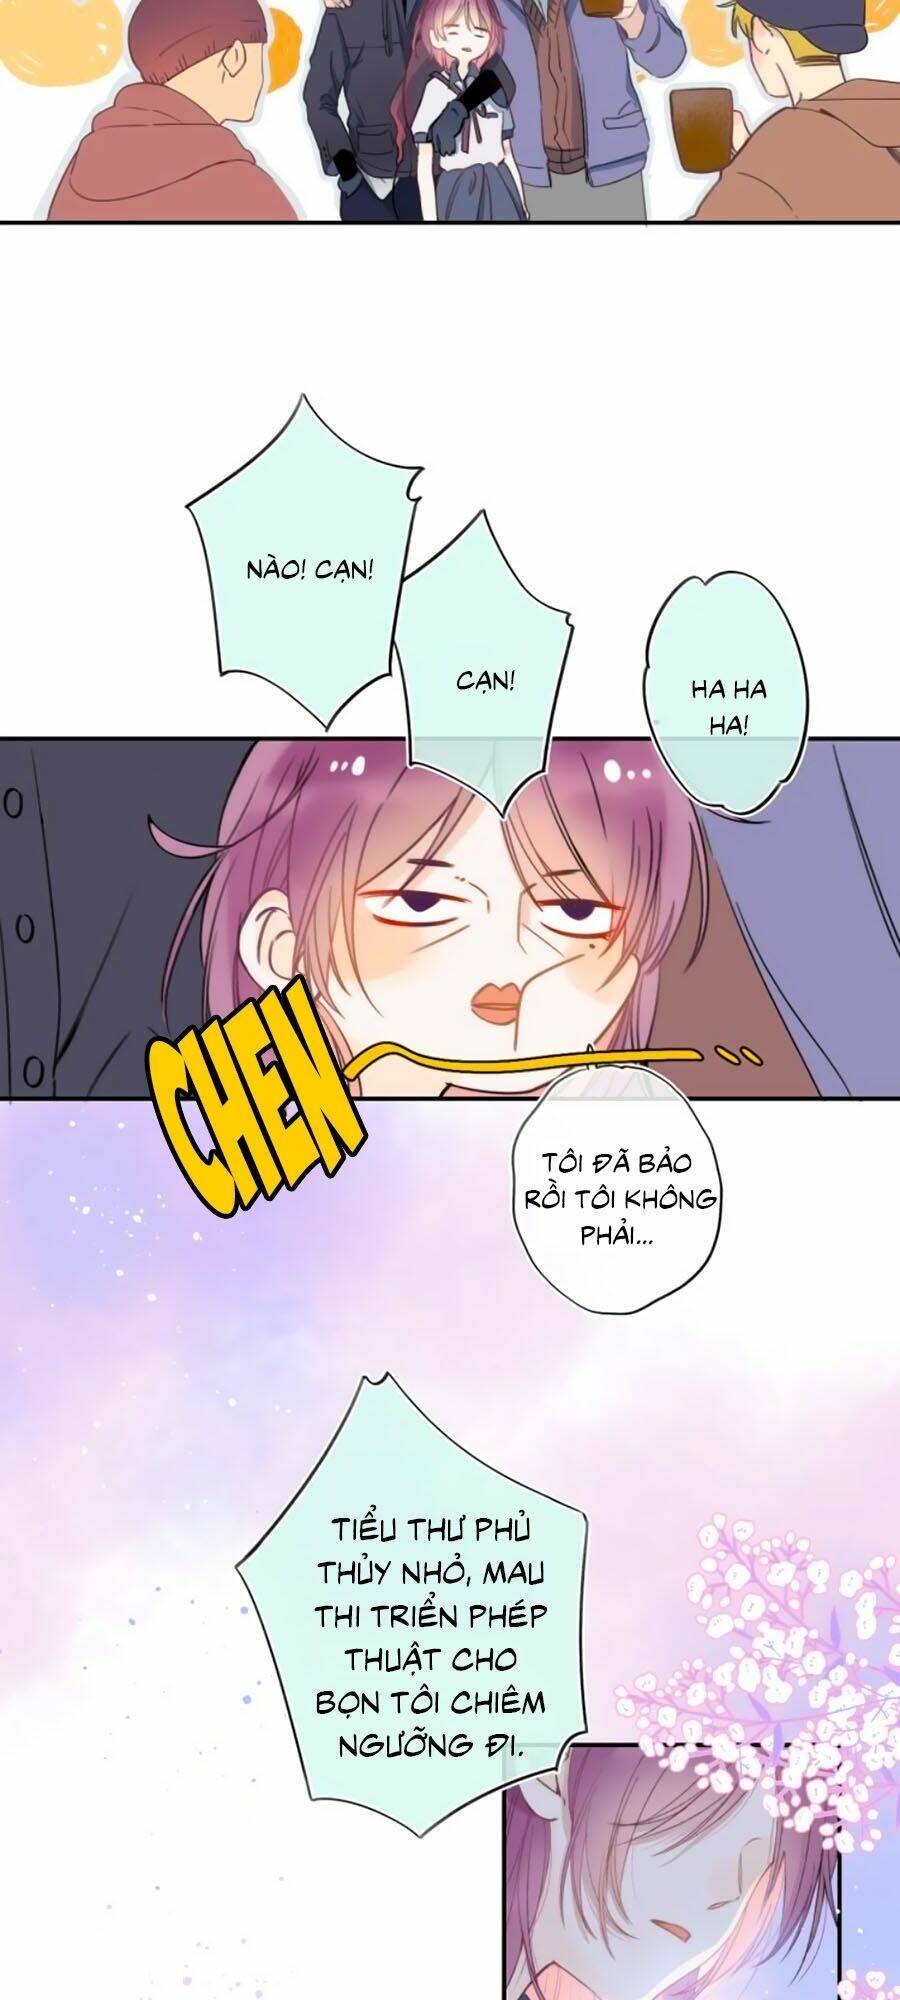 NÀO! CẠN!
CẠN!
HA HA
HA!
CHEN
TÔI ĐÃ BẢO
RỒI TÔI KHÔNG
PHẢI...
TIỂU THƯ PHỦ
THỦY NHỎ, MAU
THI TRIỂN PHÉP
THUẬT CHO
BỌN TÔI CHIÊM
NGƯỠNG ĐI.